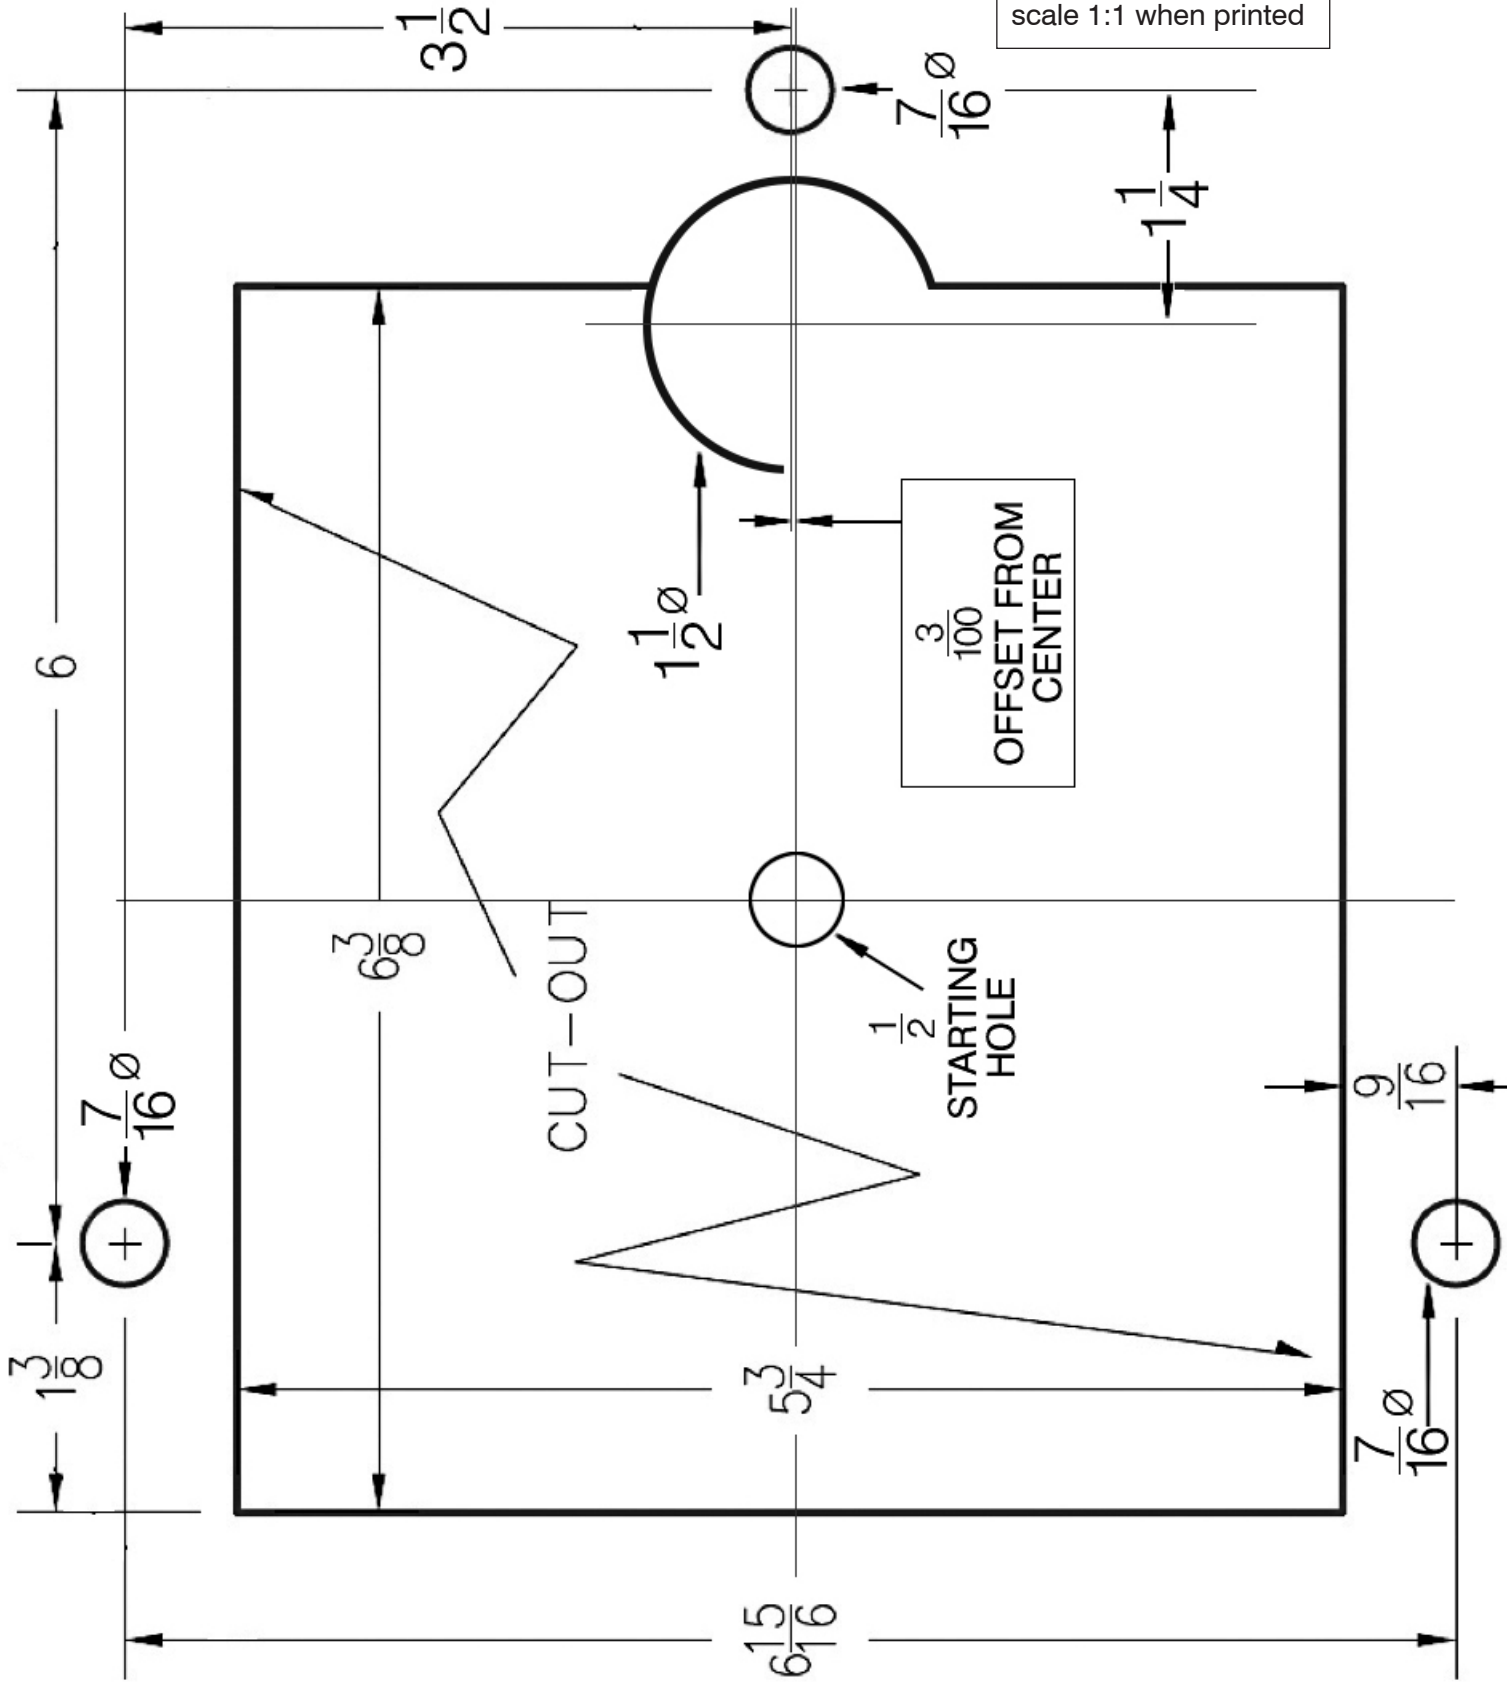 scale 1:1 when printed
3 1/2
7/16 Ø
1 1/4
6
1 1/2 Ø
3/100
OFFSET FROM
CENTER
6 3/8
CUT-OUT
1/2
STARTING
HOLE
7/16 Ø
9/16
1 3/8
5 3/4
7/16 Ø
6 15/16